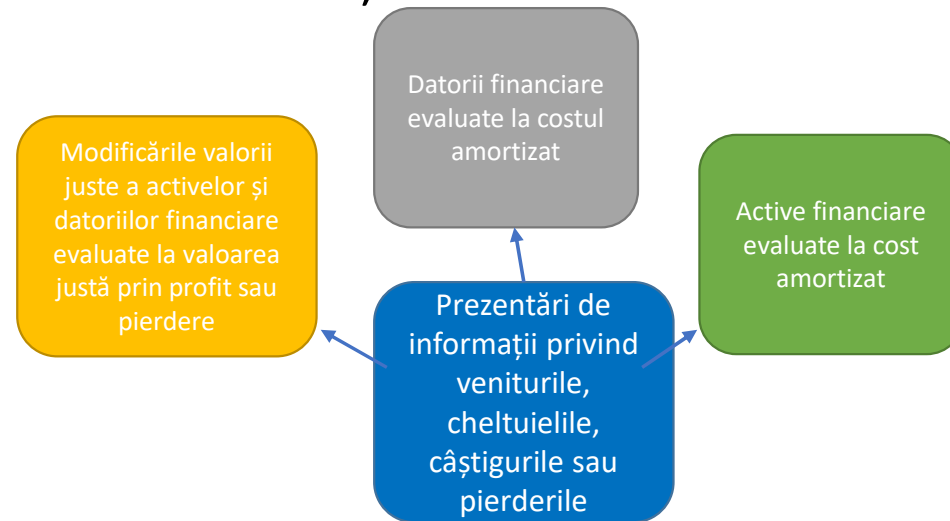 Datorii financiare
evaluate la costul
amortizat
Modificările valorii
juste a activelor și
datoriilor financiare
evaluate la valoarea
justă prin profit sau
pierdere
Active financiare
evaluate la cost
amortizat
Prezentări de
informații privind
veniturile,
cheltuielile,
câștigurile sau
pierderile